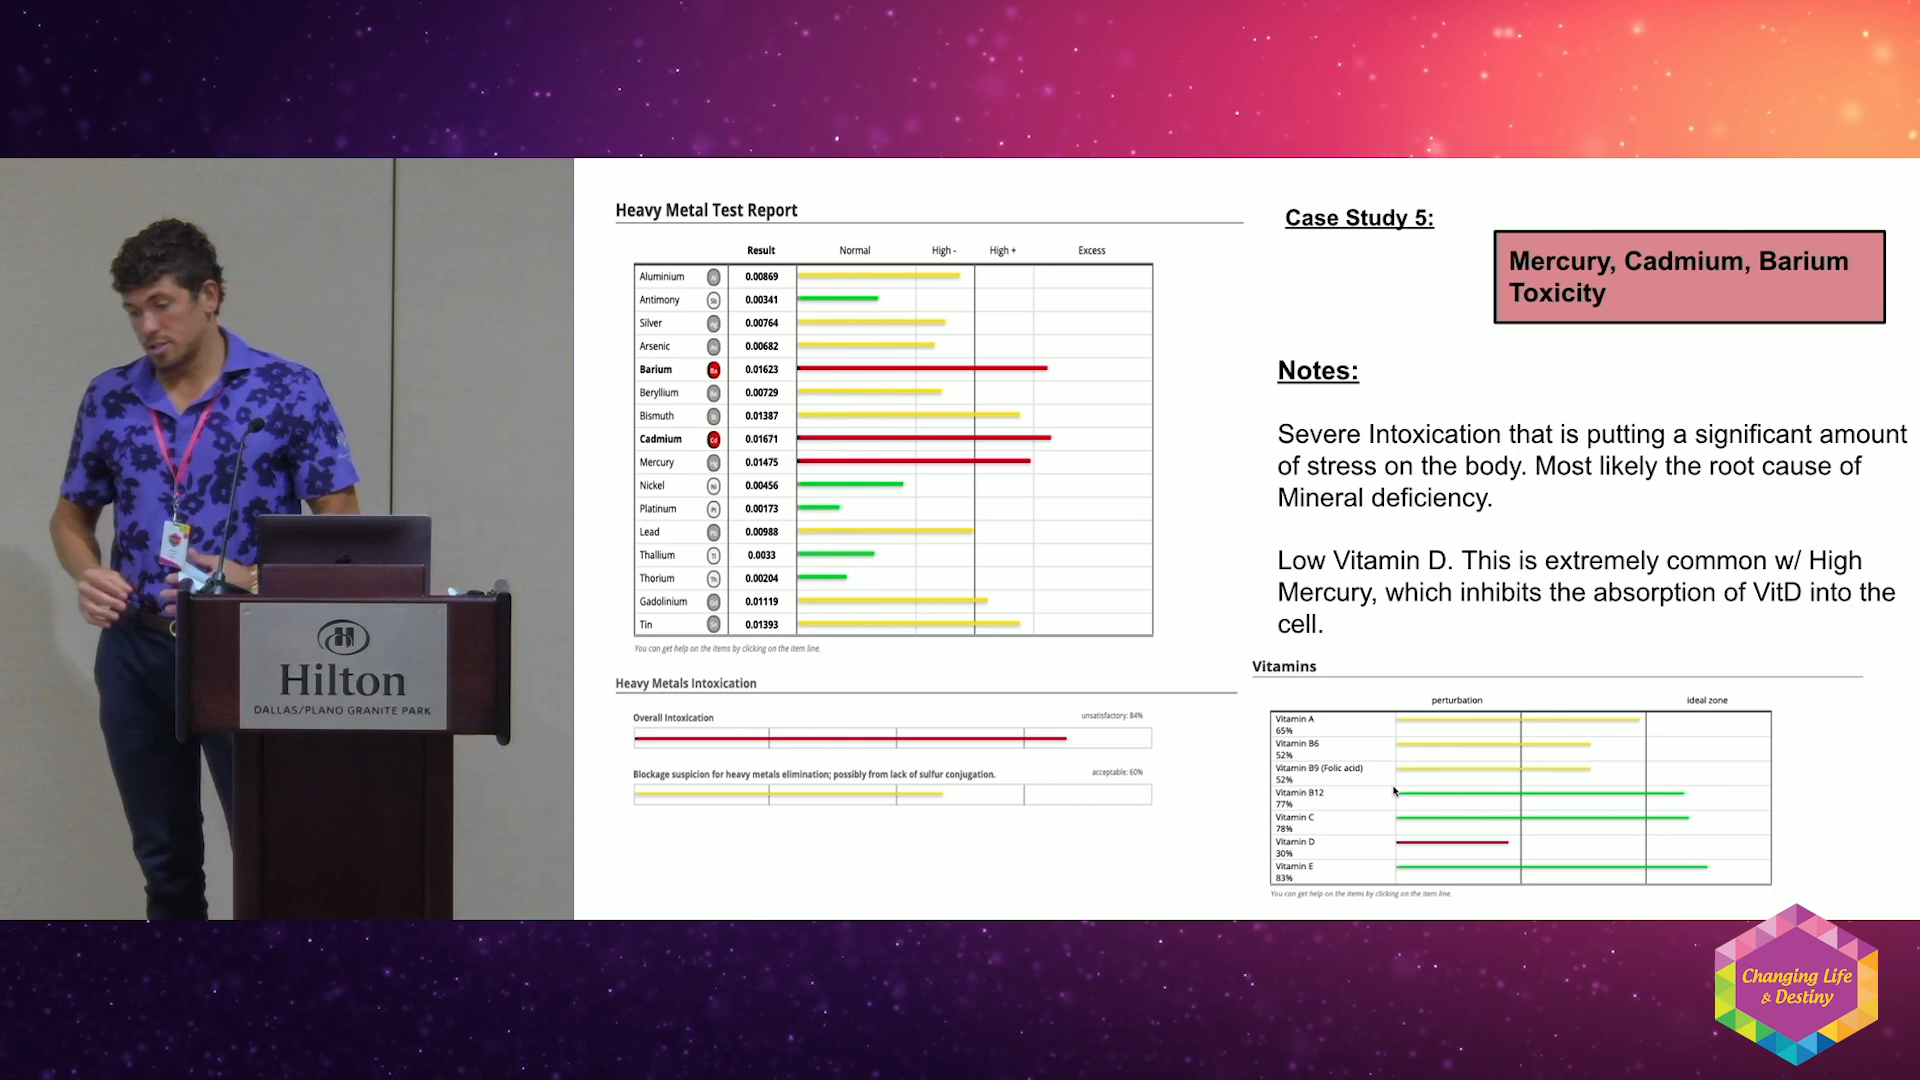 Heavy Metal Test Report
Result Normal High - High + Excess
Aluminium 0.00869
Antimony Sb 0.00341
Silver 0.00764
Arsenic 0.00682
Barium Ba 0.01623
Beryllium 0.00729
Bismuth 0.01387
Cadmium Cd 0.01671
Mercury 0.01475
Nickel Ni 0.00456
Platinum Pt 0.00173
Lead 0.00988
Thallium Tl 0.0033
Thorium Th 0.00204
Gadolinium 0.01119
Tin 0.01393
You can get help on the items by clicking on the item line.
Heavy Metals Intoxication
Overall Intoxication unsatisfactory: 84%
Blockage suspicion for heavy metals elimination; possibly from lack of sulfur conjugation. acceptable: 60%
Case Study 5:
Mercury, Cadmium, Barium
Toxicity
Notes:
Severe Intoxication that is putting a significant amount
of stress on the body. Most likely the root cause of
Mineral deficiency.
Low Vitamin D. This is extremely common w/ High
Mercury, which inhibits the absorption of VitD into the
cell.
Vitamins
perturbation ideal zone
Vitamin A
65%
Vitamin B6
52%
Vitamin B9 (Folic acid)
52%
Vitamin B12
77%
Vitamin C
78%
Vitamin D
30%
Vitamin E
83%
You can get help on the items by clicking on the item line.
Hilton
DALLAS/PLANO GRANITE PARK
Changing Life
& Destiny